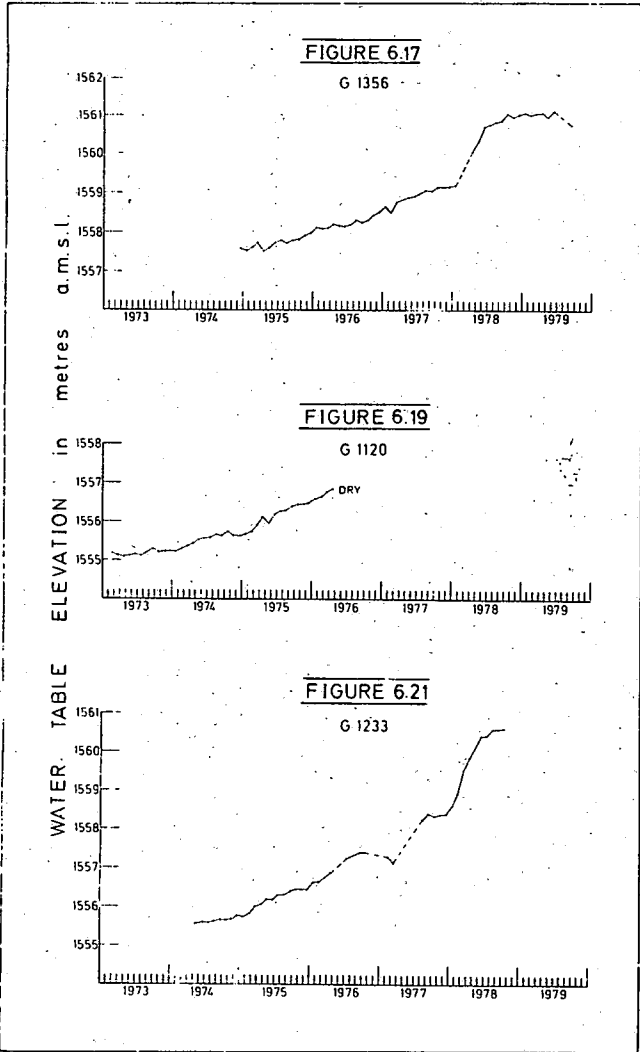 WATER TABLE ELEVATION in metres a.m.s.l.
FIGURE 6.17
G 1356
1562
1561
1560
1559
1558
1557
1973 1974 1975 1976 1977 1978 1979
FIGURE 6.19
G 1120
1558
1557
1556
1555
DRY
1973 1974 1975 1976 1977 1978 1979
FIGURE 6.21
G 1233
1561
1560
1559
1558
1557
1556
1555
1973 1974 1975 1976 1977 1978 1979